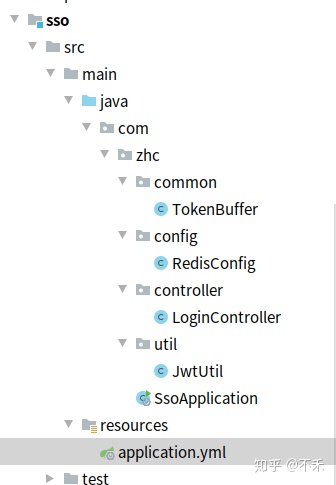 sso
src
main
java
com
zhc
common
TokenBuffer
config
RedisConfig
controller
LoginController
util
JwtUtil
SsoApplication
resources
application.yml
知乎 @不禾
test